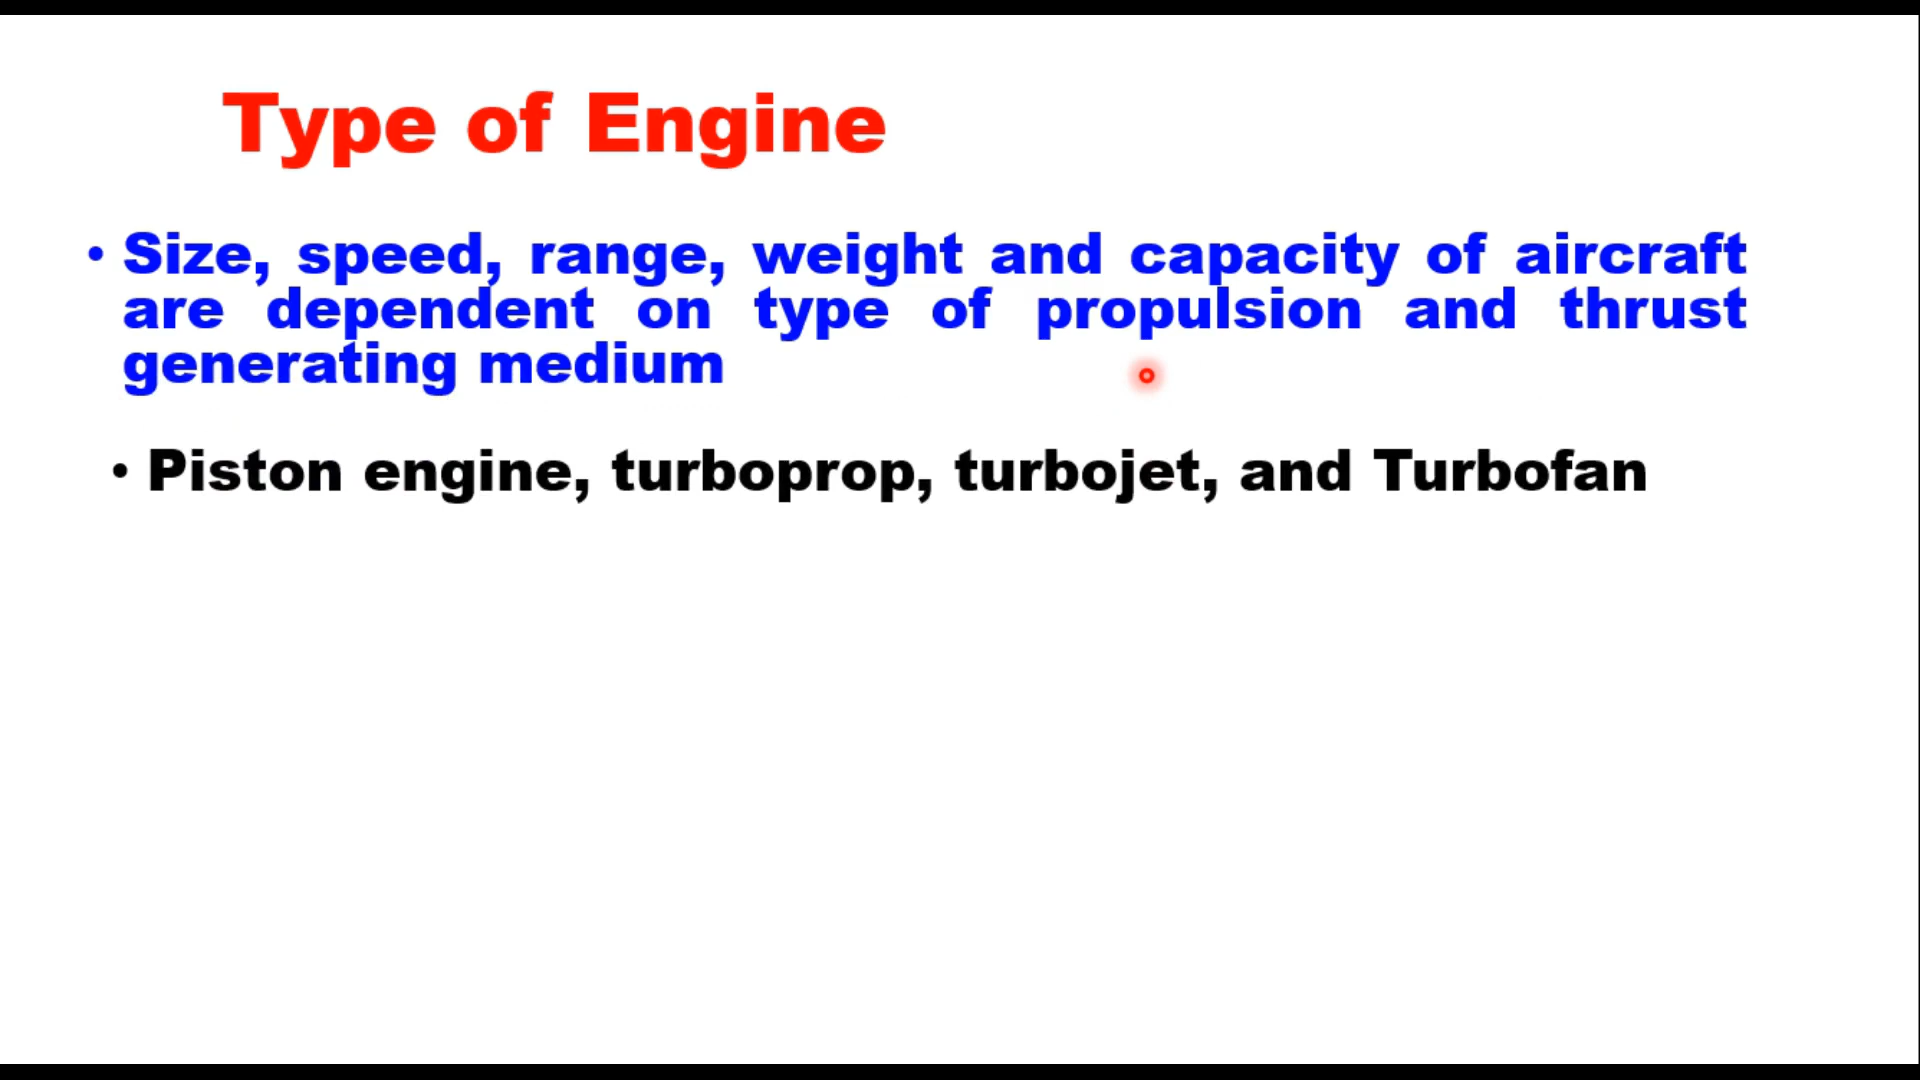 Type of Engine
• Size, speed, range, weight and capacity of aircraft
are dependent on type of propulsion and thrust
generating medium
• Piston engine, turboprop, turbojet, and Turbofan